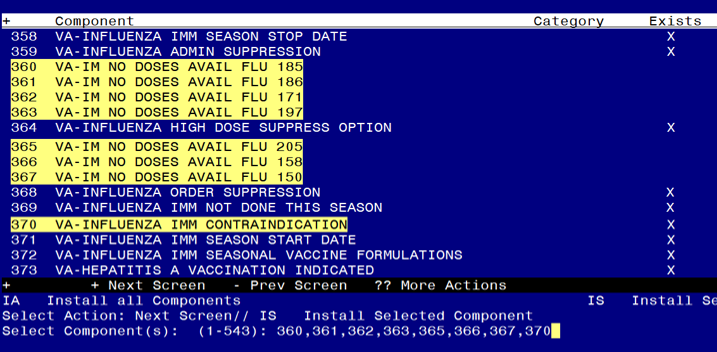 + Component Category Exists
358 VA-INFLUENZA IMM SEASON STOP DATE X
359 VA-INFLUENZA ADMIN SUPPRESSION X
360 VA-IM NO DOSES AVAIL FLU 185
361 VA-IM NO DOSES AVAIL FLU 186
362 VA-IM NO DOSES AVAIL FLU 171
363 VA-IM NO DOSES AVAIL FLU 197
364 VA-INFLUENZA HIGH DOSE SUPPRESS OPTION X
365 VA-IM NO DOSES AVAIL FLU 205
366 VA-IM NO DOSES AVAIL FLU 158
367 VA-IM NO DOSES AVAIL FLU 150
368 VA-INFLUENZA ORDER SUPPRESSION X
369 VA-INFLUENZA IMM NOT DONE THIS SEASON X
370 VA-INFLUENZA IMM CONTRAINDICATION X
371 VA-INFLUENZA IMM SEASON START DATE X
372 VA-INFLUENZA IMM SEASONAL VACCINE FORMULATIONS X
373 VA-HEPATITIS A VACCINATION INDICATED X
+ + Next Screen - Prev Screen ?? More Actions
IA Install all Components IS Install Se
Select Action: Next Screen// IS Install Selected Component
Select Component(s): (1-543): 360,361,362,363,365,366,367,370